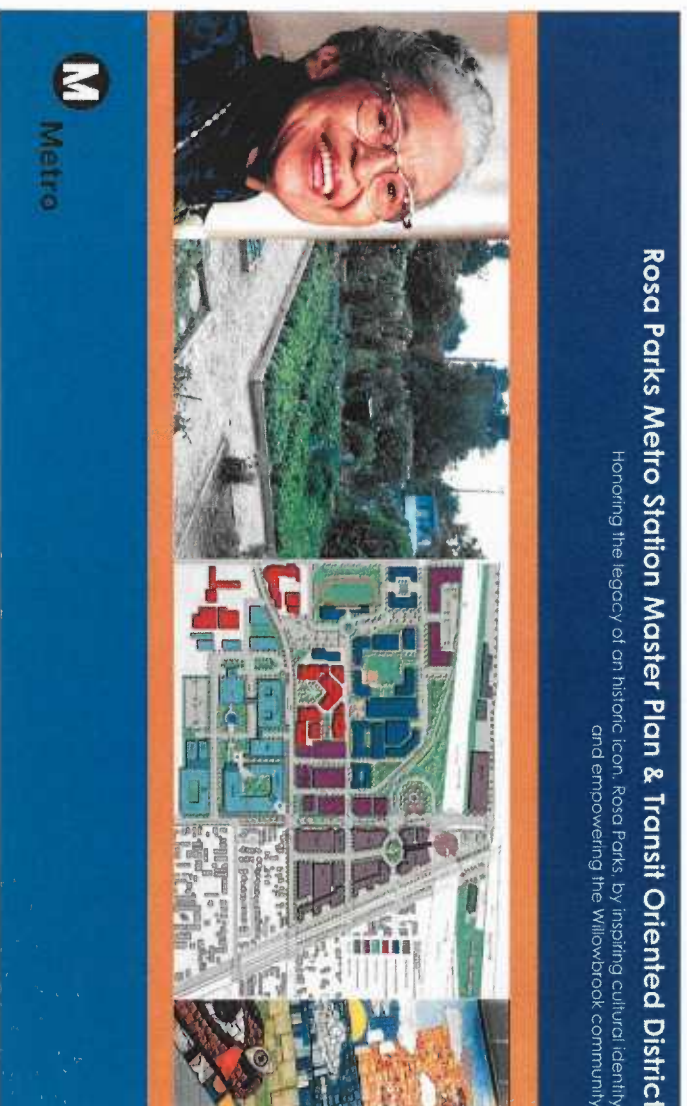 Rosa Parks Metro Station Master Plan & Transit Oriented District
Honoring the legacy of an historic icon, Rosa Parks, by inspiring cultural identity
and empowering the Willowbrook community
M
Metro